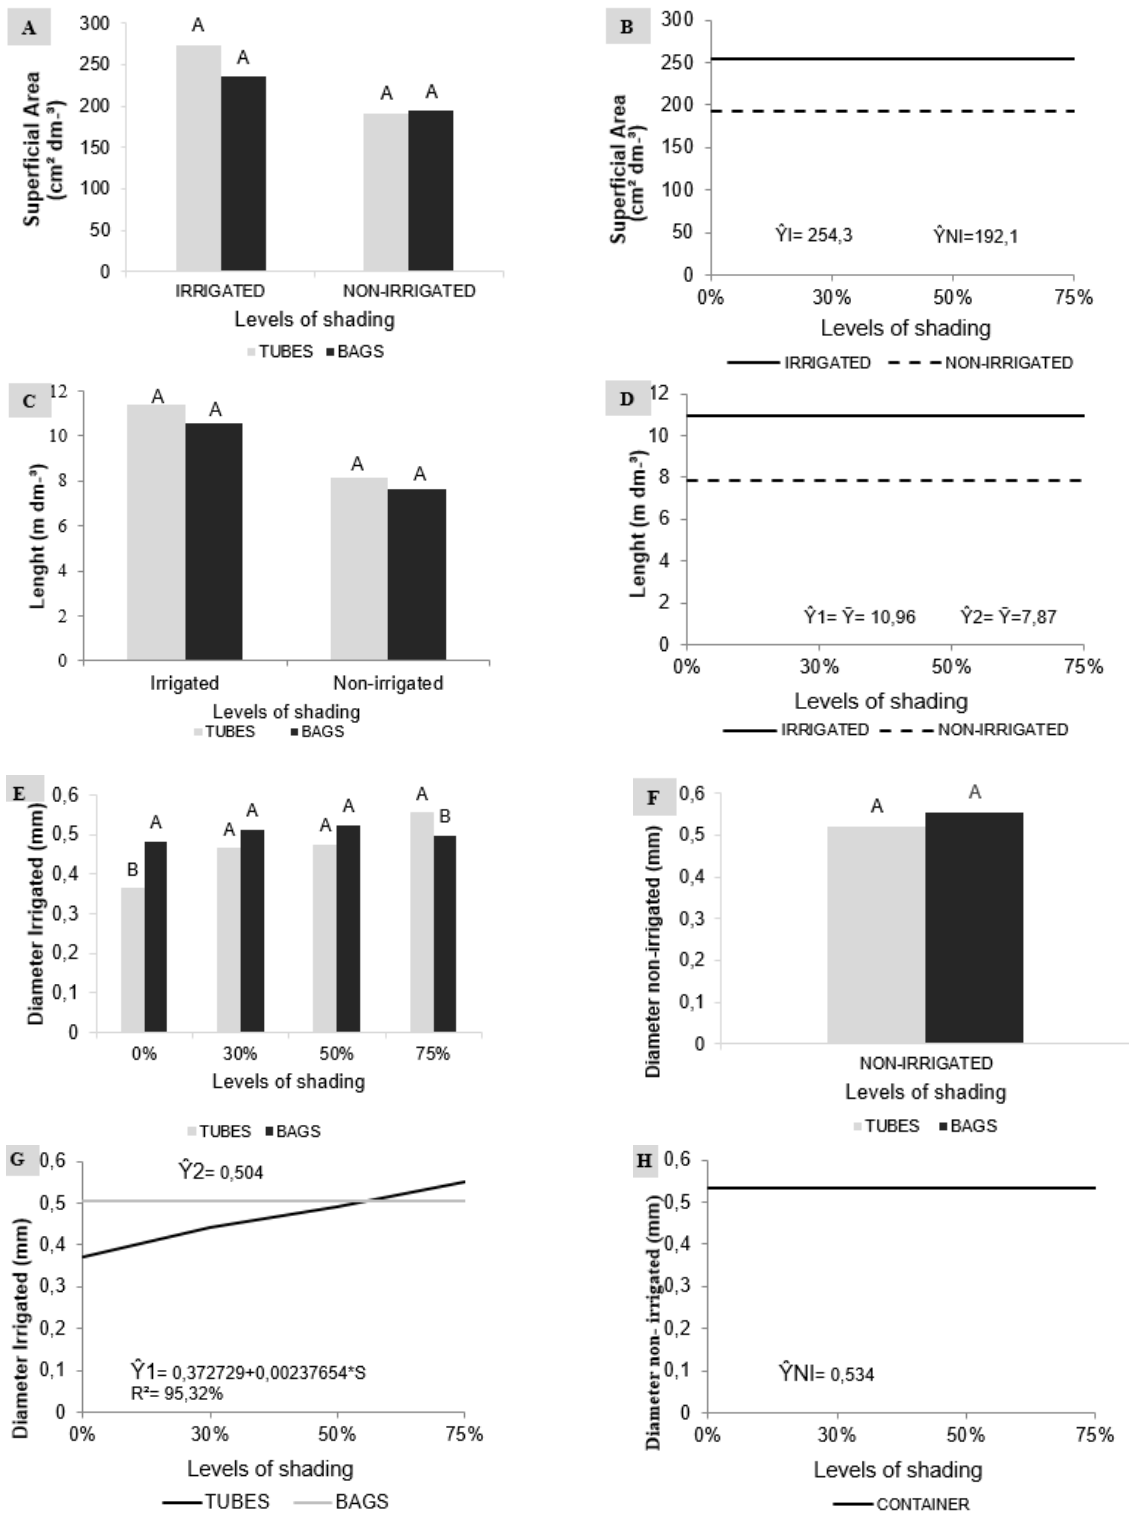 A
Superficial Area
(cm² dm-³)
300
250
200
150
100
50
0
A
A
A
A
IRRIGATED
NON-IRRIGATED
Levels of shading
TUBES
BAGS
B
Superficial Area
(cm² dm-³)
300
250
200
150
100
50
0
ŶI= 254,3
ŶNI=192,1
0%
30%
50%
75%
Levels of shading
IRRIGATED
NON-IRRIGATED
C
Lenght (m dm-³)
12
10
8
6
4
2
0
A
A
A
A
Irrigated
Non-irrigated
Levels of shading
TUBES
BAGS
D
Lenght (m dm-³)
12
10
8
6
4
2
0
Ŷ1= Ȳ= 10,96
Ŷ2= Ȳ=7,87
0%
30%
50%
75%
Levels of shading
IRRIGATED
NON-IRRIGATED
E
Diameter Irrigated (mm)
0,6
0,5
0,4
0,3
0,2
0,1
0
B
A
A
A
A
A
A
B
0%
30%
50%
75%
Levels of shading
TUBES
BAGS
F
Diameter non-irrigated (mm)
0,6
0,5
0,4
0,3
0,2
0,1
0
A
A
NON-IRRIGATED
Levels of shading
TUBES
BAGS
G
Diameter Irrigated (mm)
0,6
0,5
0,4
0,3
0,2
0,1
0
Ŷ2= 0,504
Ŷ1= 0,372729+0,00237654*S
R²= 95,32%
0%
30%
50%
75%
Levels of shading
TUBES
BAGS
H
Diameter non- irrigated (mm)
0,6
0,5
0,4
0,3
0,2
0,1
0
ŶNI= 0,534
0%
30%
50%
75%
Levels of shading
CONTAINER